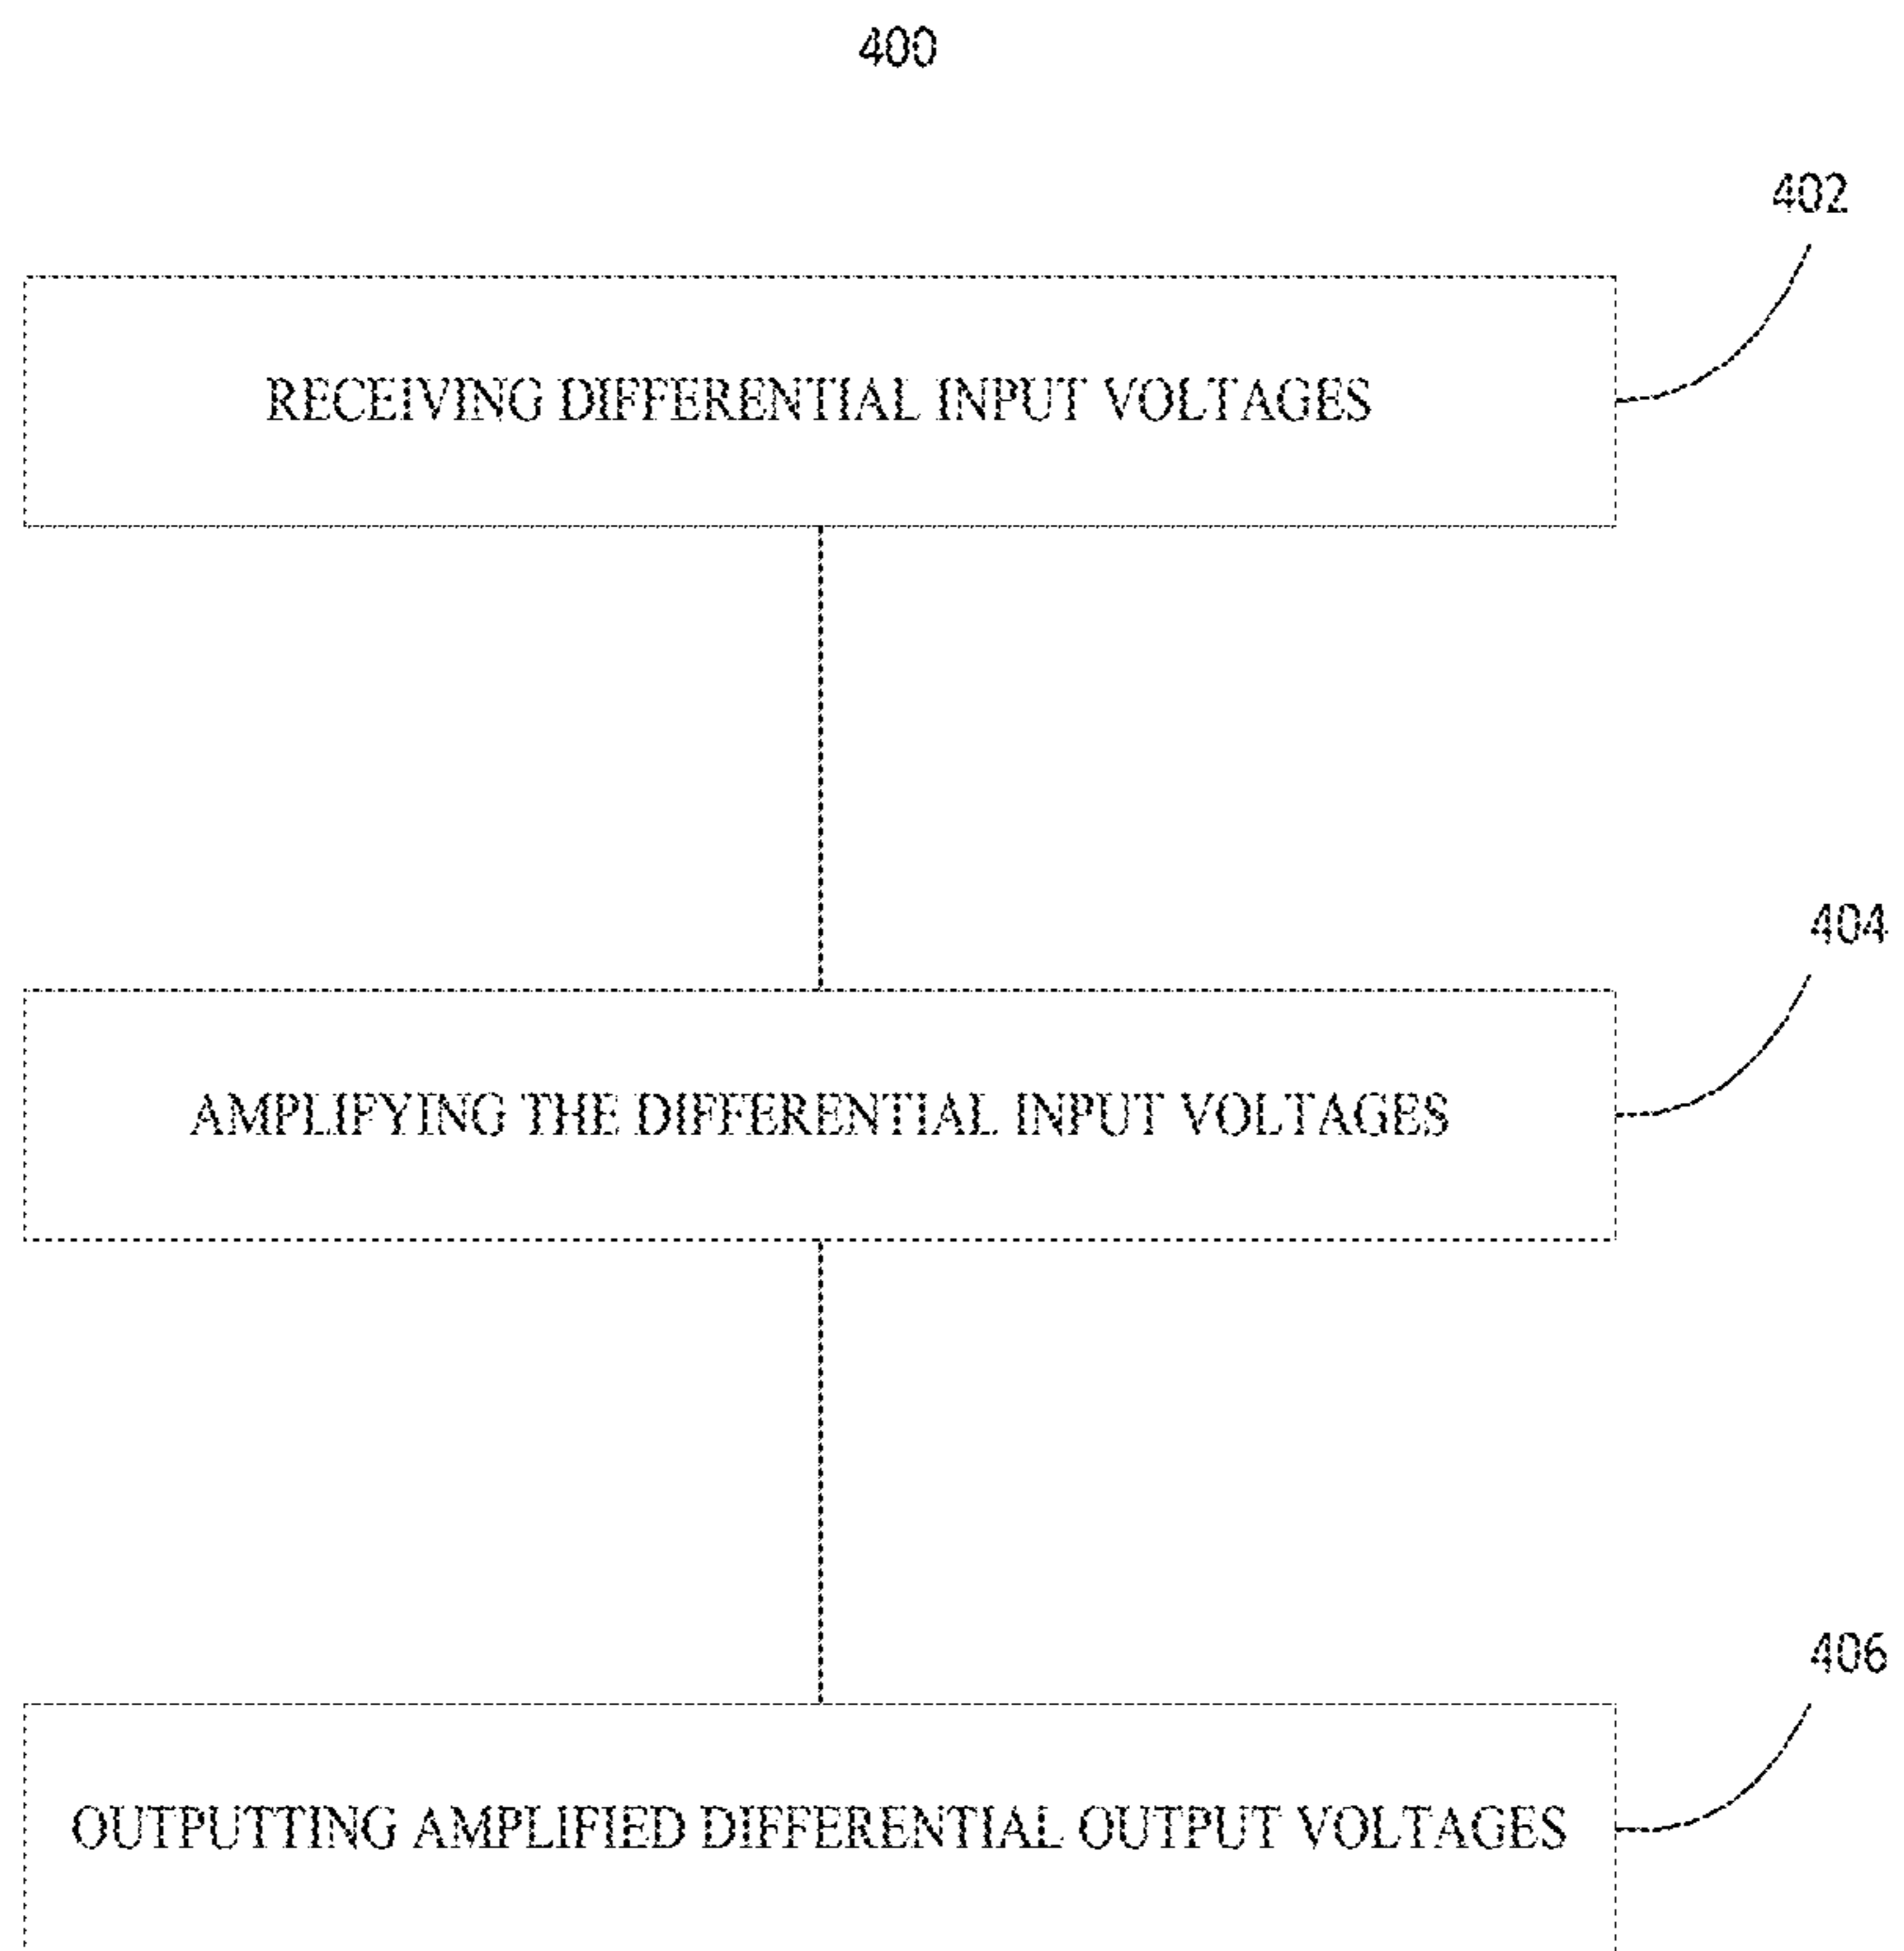 400
402
RECEIVING DIFFERENTIAL INPUT VOLTAGES
404
AMPLIFYING THE DIFFERENTIAL INPUT VOLTAGES
406
OUTPUTTING AMPLIFIED DIFFERENTIAL OUTPUT VOLTAGES